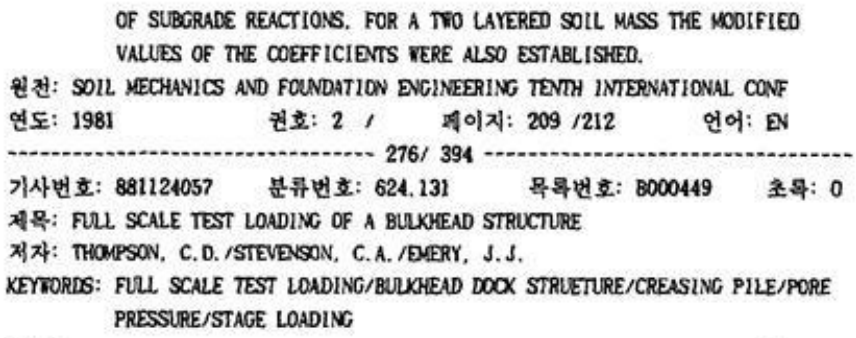 OF SUBGRADE REACTIONS. FOR A TWO LAYERED SOIL MASS THE MODIFIED
VALUES OF THE COEFFICIENTS WERE ALSO ESTABLISHED.
원전: SOIL MECHANICS AND FOUNDATION ENGINEERING TENTH INTERNATIONAL CONF
연도: 1981 권호: 2 / 페이지: 209 /212 언어: EN
--------------------------------- 276/ 394 ---------------------------------
기사번호: 881124057 분류번호: 624.131 목록번호: B000449 초록: 0
제목: FULL SCALE TEST LOADING OF A BULKHEAD STRUCTURE
저자: THOMPSON, C.D./STEVENSON, C.A./EMERY, J.J.
KEYWORDS: FULL SCALE TEST LOADING/BULKHEAD DOCK STRUETURE/CREASING PILE/PORE
PRESSURE/STAGE LOADING